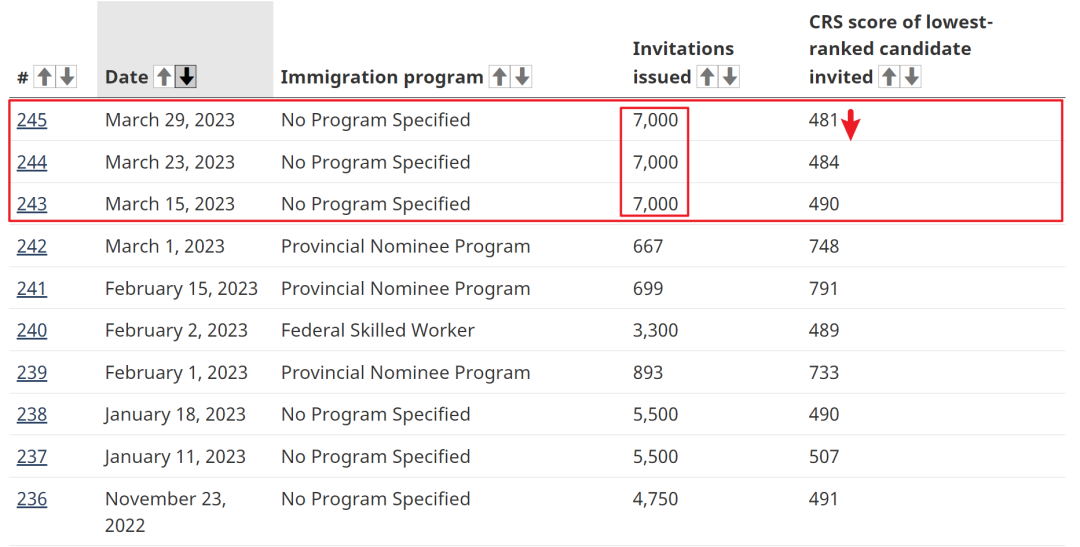 # Date Immigration program Invitations issued CRS score of lowest-ranked candidate invited
245 March 29, 2023 No Program Specified 7,000 481
244 March 23, 2023 No Program Specified 7,000 484
243 March 15, 2023 No Program Specified 7,000 490
242 March 1, 2023 Provincial Nominee Program 667 748
241 February 15, 2023 Provincial Nominee Program 699 791
240 February 2, 2023 Federal Skilled Worker 3,300 489
239 February 1, 2023 Provincial Nominee Program 893 733
238 January 18, 2023 No Program Specified 5,500 490
237 January 11, 2023 No Program Specified 5,500 507
236 November 23, 2022 No Program Specified 4,750 491